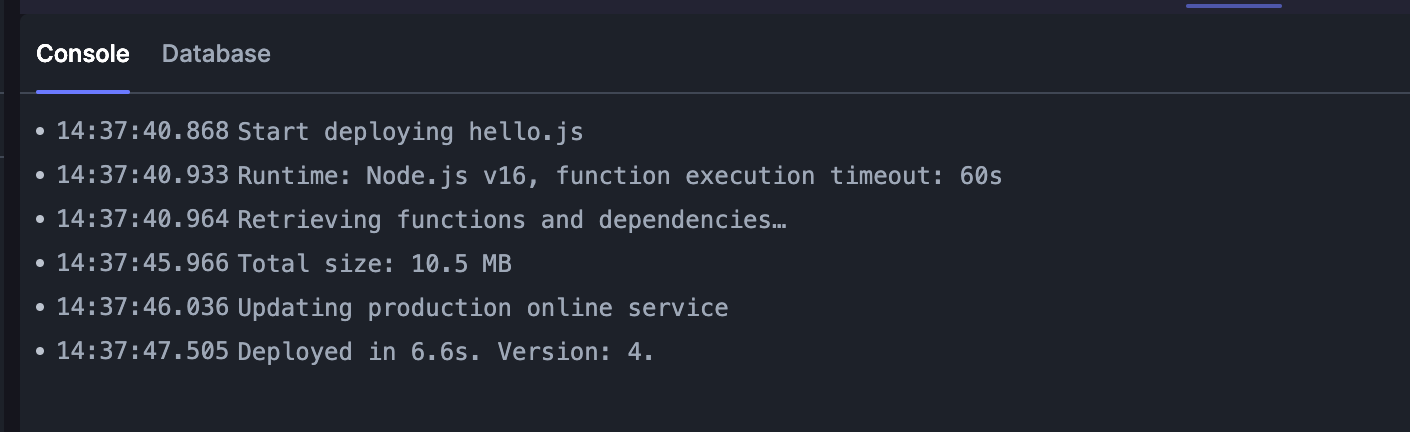 Console Database
• 14:37:40.868 Start deploying hello.js
• 14:37:40.933 Runtime: Node.js v16, function execution timeout: 60s
• 14:37:40.964 Retrieving functions and dependencies…
• 14:37:45.966 Total size: 10.5 MB
• 14:37:46.036 Updating production online service
• 14:37:47.505 Deployed in 6.6s. Version: 4.